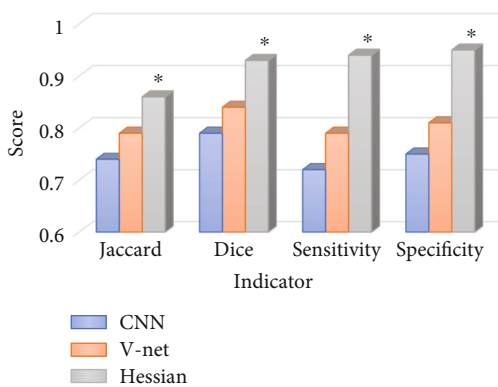 1
0.9
0.8
0.7
0.6
Score
* * * *
Jaccard Dice Sensitivity Specificity
Indicator
CNN
V-net
Hessian